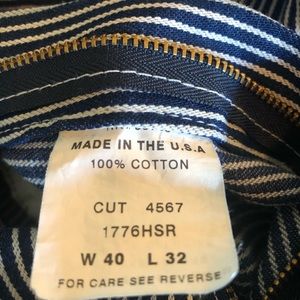 MADE IN THE U.S.A
100% COTTON
CUT 4567
1776HSR
W 40 L 32
FOR CARE SEE REVERSE